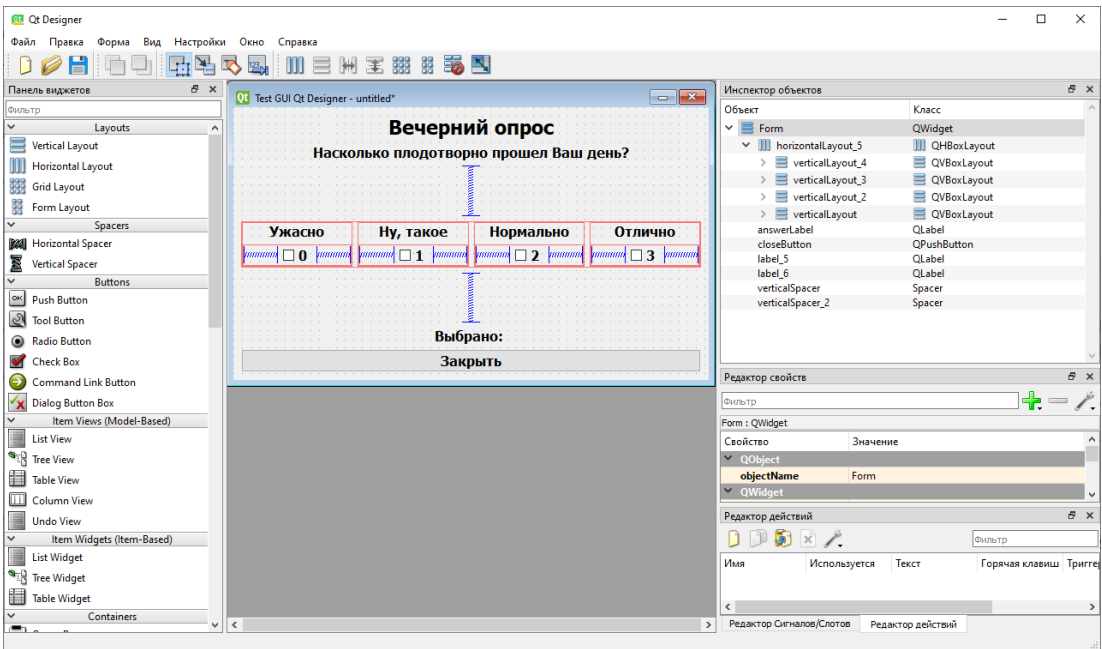 Qt Designer
Файл Правка Форма Вид Настройки Окно Справка
Панель виджетов
Фильтр
Layouts
Vertical Layout
Horizontal Layout
Grid Layout
Form Layout
Spacers
Horizontal Spacer
Vertical Spacer
Buttons
Push Button
Tool Button
Radio Button
Check Box
Command Link Button
Dialog Button Box
Item Views (Model-Based)
List View
Tree View
Table View
Column View
Undo View
Item Widgets (Item-Based)
List Widget
Tree Widget
Table Widget
Containers
Test GUI Qt Designer - untitled*
Вечерний опрос
Насколько плодотворно прошел Ваш день?
Ужасно Ну, такое Нормально Отлично
0 1 2 3
Выбрано:
Закрыть
Инспектор объектов
Объект Класс
Form QWidget
horizontalLayout_5 QHBoxLayout
verticalLayout_4 QVBoxLayout
verticalLayout_3 QVBoxLayout
verticalLayout_2 QVBoxLayout
verticalLayout QVBoxLayout
answerLabel QLabel
closeButton QPushButton
label_5 QLabel
label_6 QLabel
verticalSpacer Spacer
verticalSpacer_2 Spacer
Редактор свойств
Фильтр
Form : QWidget
Свойство Значение
QObject
objectName Form
QWidget
Редактор действий
Фильтр
Имя Используется Текст Горячая клавиш Тригге
Редактор Сигналов/Слотов Редактор действий